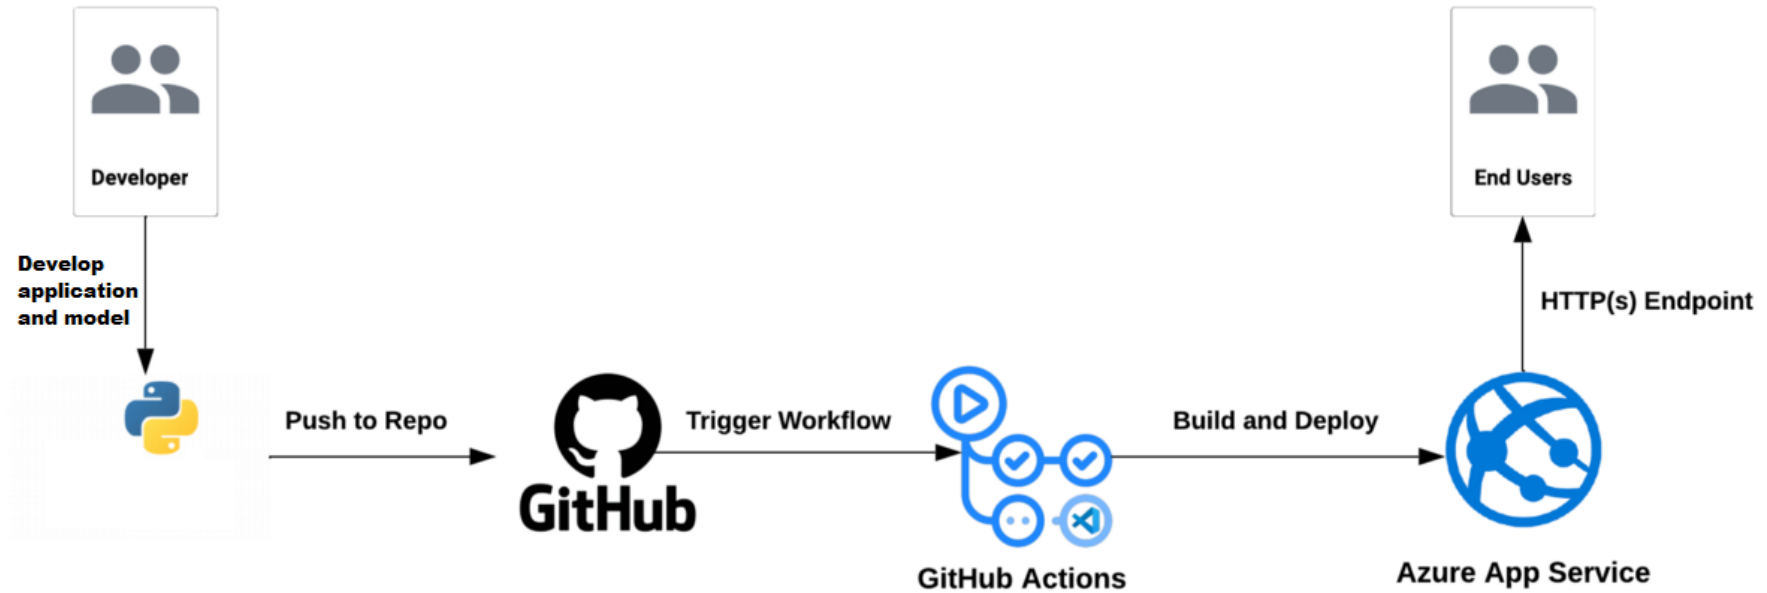 Developer
End Users
Develop
application
and model
HTTP(s) Endpoint
Push to Repo
Trigger Workflow
Build and Deploy
GitHub
GitHub Actions
Azure App Service